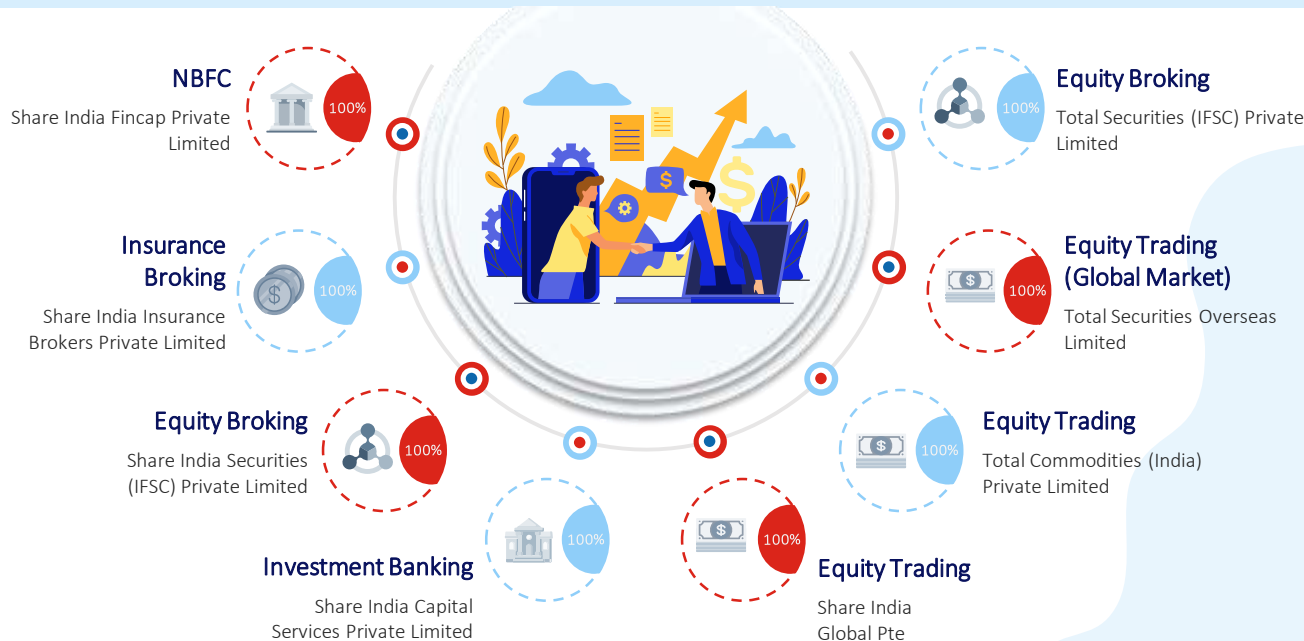 NBFC
Share India Fincap Private
Limited
100%
Insurance
Broking
Share India Insurance
Brokers Private Limited
100%
Equity Broking
Share India Securities
(IFSC) Private Limited
100%
Investment Banking
Share India Capital
Services Private Limited
100%
100%
Equity Trading
Share India
Global Pte
100%
Equity Trading
Total Commodities (India)
Private Limited
100%
Equity Trading
(Global Market)
Total Securities Overseas
Limited
100%
Equity Broking
Total Securities (IFSC) Private
Limited
$
$
$
$
$
$